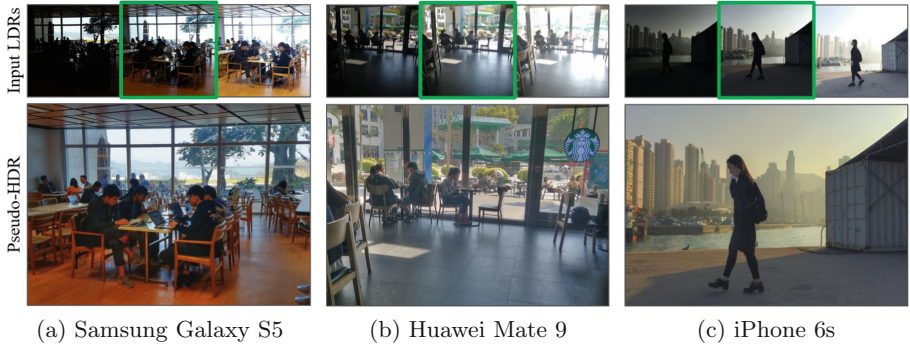 Input LDRs
Pseudo-HDR
(a) Samsung Galaxy S5
(b) Huawei Mate 9
(c) iPhone 6s